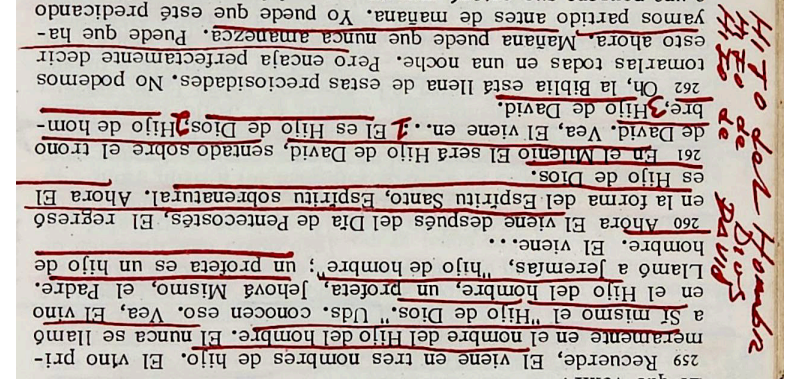 259 Recuerde, El viene en tres nombres de hijo. El vino pri-
meramente en el nombre del Hijo del hombre. El nunca se llamó
a Sí mismo el "Hijo de Dios." Uds. conocen eso. Vea, El vino
en el Hijo del hombre, un profeta, Jehová Mismo, el Padre.
Llamó a Jeremías, "hijo de hombre"; un profeta es un hijo de
hombre. El viene...
260 Ahora El viene después del Día de Pentecostés, El regresó
en la forma del Espíritu Santo, Espíritu sobrenatural. Ahora El
es Hijo de Dios.
261 En el Milenio El será Hijo de David, sentado sobre el trono
de David. Vea, El viene en...1 El es Hijo de Dios; 2 Hijo de hom-
bre; 3 Hijo de David.
262 Oh, la Biblia está llena de estas preciosidades. No podemos
tomarlas todas en una noche. Pero encaja perfectamente decir
esto ahora. Mañana puede que nunca amanezca. Puede que ha-
yamos partido antes de mañana. Yo puede que esté predicando
Hijo del Hombre
Hijo de Dios
Hijo de David